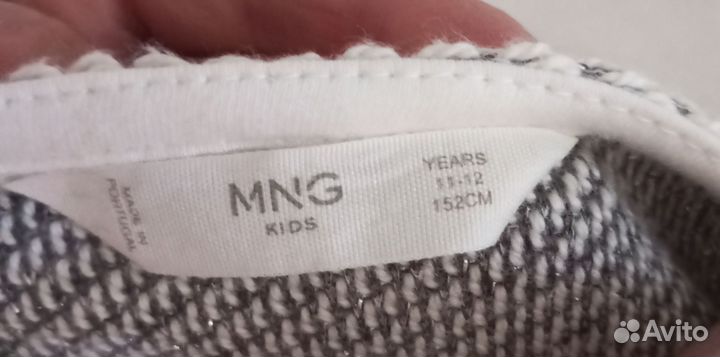 MADE IN
PORTUGAL
MNG
KIDS
YEARS
11-12
152CM
Avito